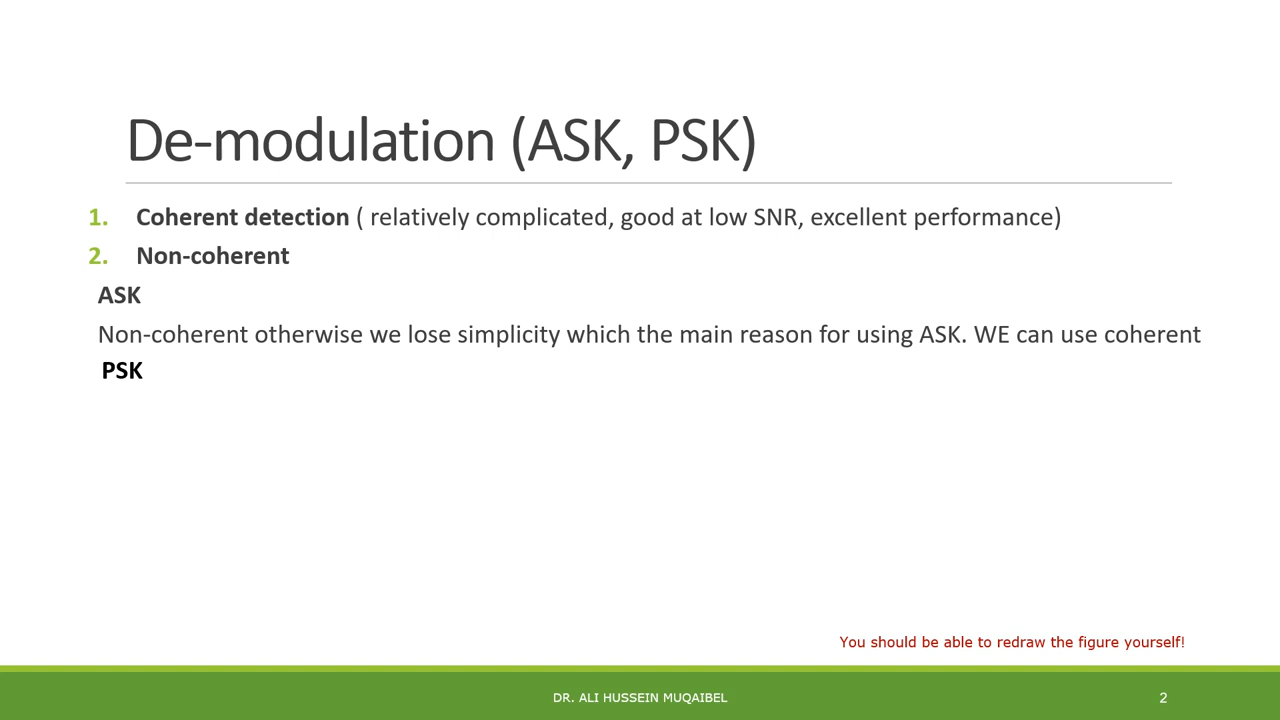 De-modulation (ASK, PSK)
1. Coherent detection ( relatively complicated, good at low SNR, excellent performance)
2. Non-coherent
ASK
Non-coherent otherwise we lose simplicity which the main reason for using ASK. WE can use coherent
PSK
You should be able to redraw the figure yourself!
DR. ALI HUSSEIN MUQAIBEL
2